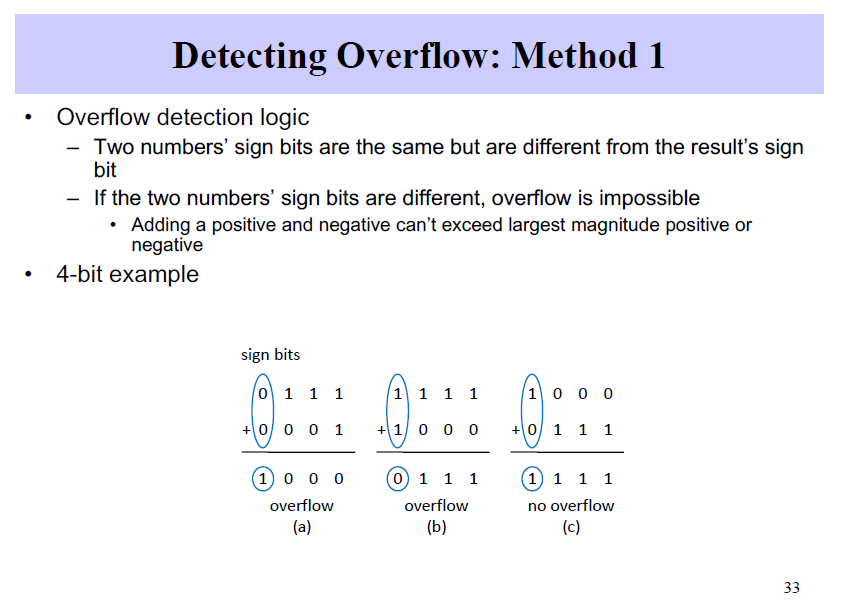 Detecting Overflow: Method 1
• Overflow detection logic
– Two numbers’ sign bits are the same but are different from the result’s sign
bit
– If the two numbers’ sign bits are different, overflow is impossible
• Adding a positive and negative can’t exceed largest magnitude positive or
negative
• 4-bit example
sign bits
0 1 1 1
+ 0 0 0 1
1 0 0 0
overflow
(a)
1 1 1 1
+ 1 0 0 0
0 1 1 1
overflow
(b)
1 0 0 0
+ 0 1 1 1
1 1 1 1
no overflow
(c)
33